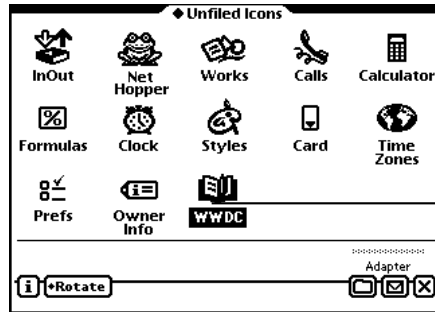 ◆Unfiled Icons
InOut
Net
Hopper
Works
Calls
Calculator
Formulas
Clock
Styles
Card
Time
Zones
Prefs
Owner
Info
WWDC
Adapter
i
◆Rotate
X